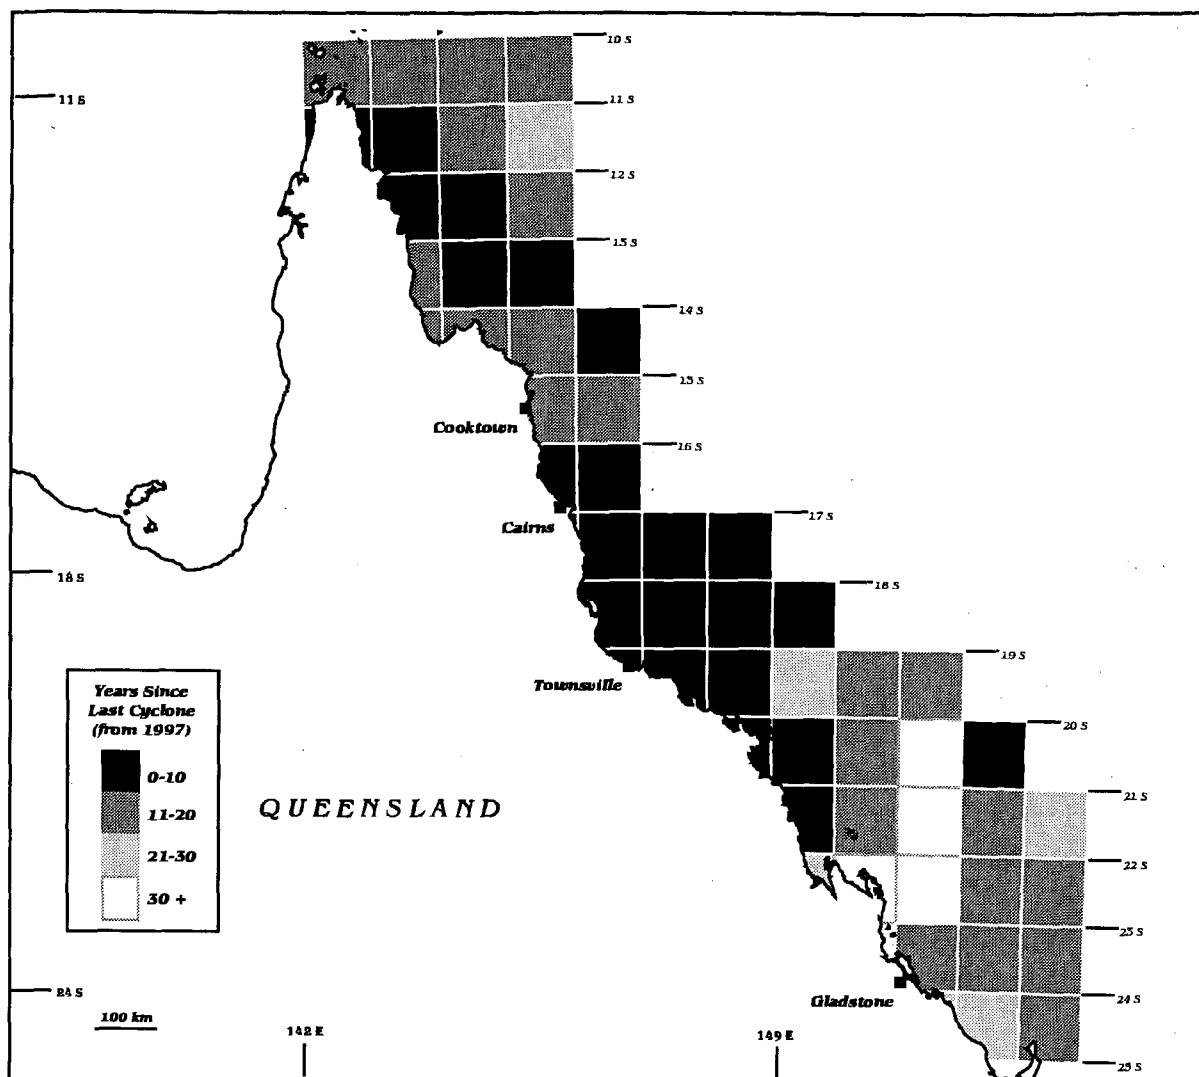 10 S
11 S
11 S
12 S
13 S
14 S
15 S
Cooktown
16 S
Cairns
17 S
18 S
18 S
19 S
Townsville
Years Since
Last Cyclone
(from 1997)
20 S
0-10
11-20
21-30
30 +
QUEENSLAND
21 S
22 S
23 S
24 S
Gladstone
24 S
100 km
142 E
149 E
25 S